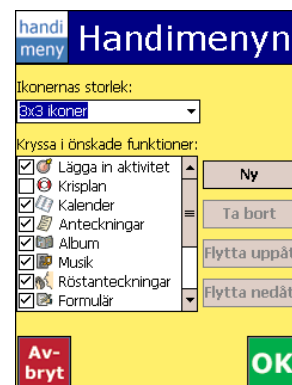 handi
meny
Handimenyn
Ikonernas storlek:
3x3 ikoner
Kryssa i önskade funktioner:
Lägga in aktivitet
Krisplan
Kalender
Anteckningar
Album
Musik
Röstanteckningar
Formulär
Ny
Ta bort
Flytta uppåt
Flytta nedåt
Av-
bryt
OK